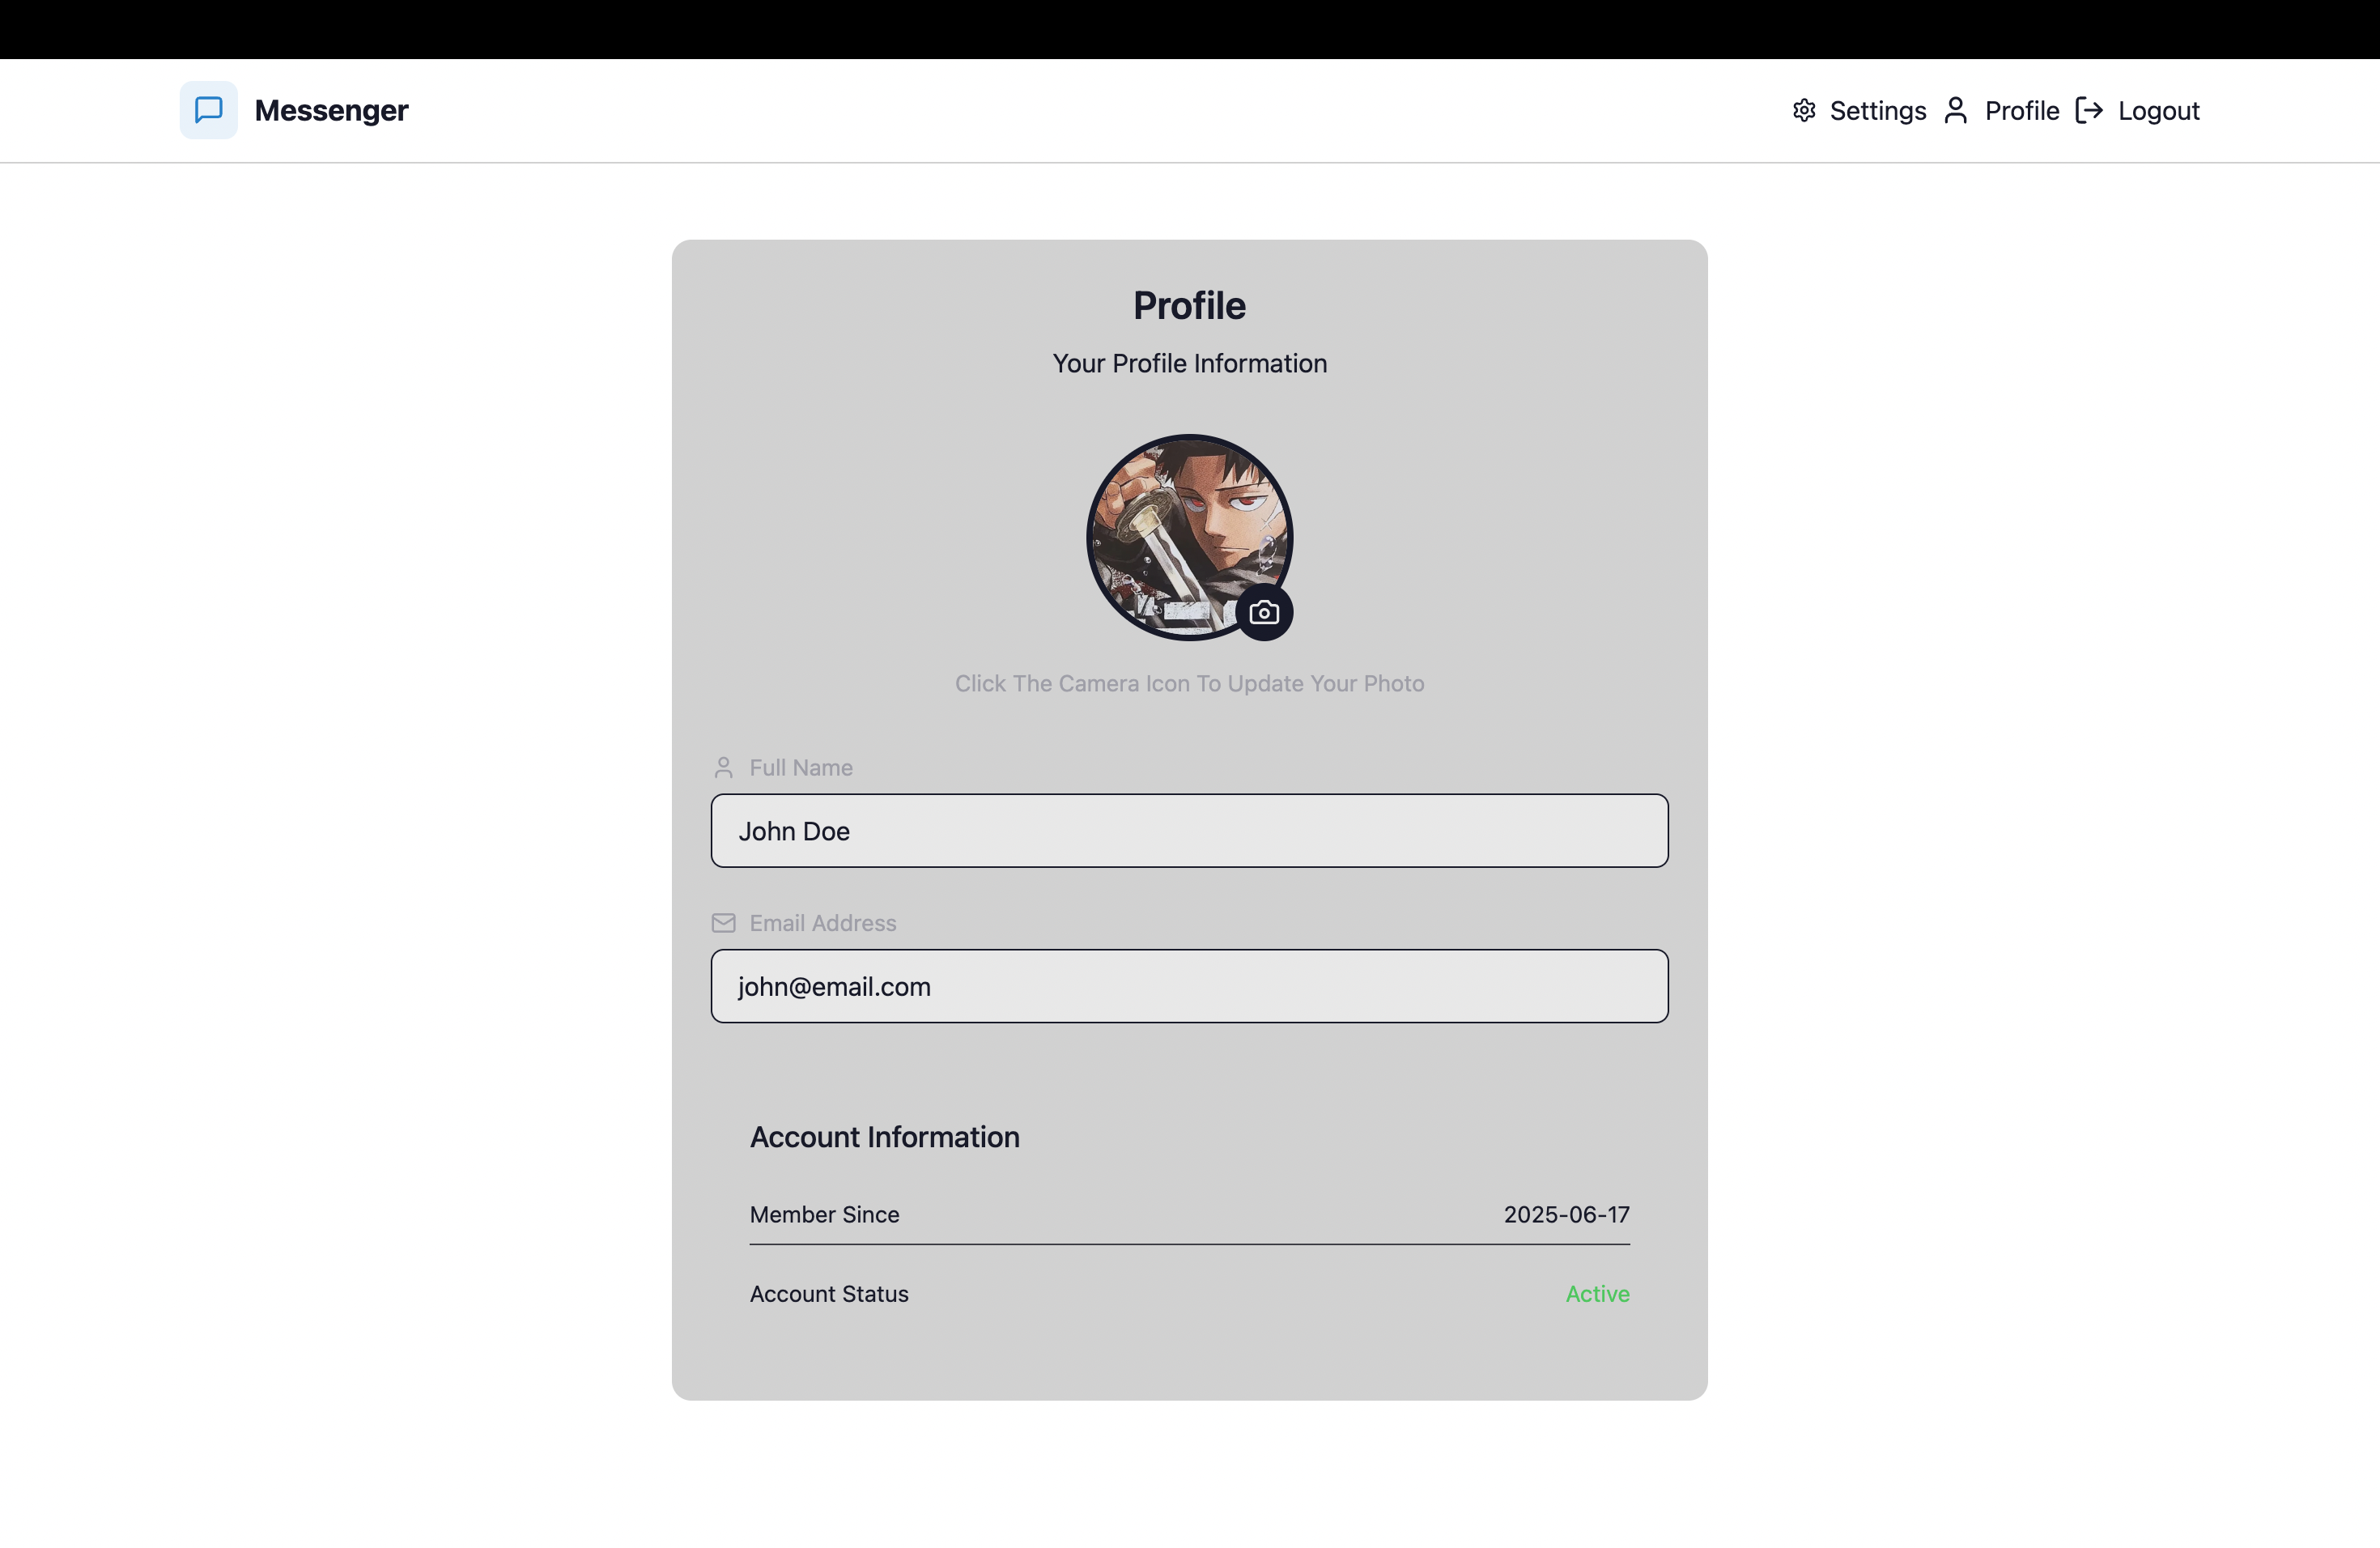 Messenger
Settings Profile Logout
Profile
Your Profile Information
Click The Camera Icon To Update Your Photo
Full Name
John Doe
Email Address
john@email.com
Account Information
Member Since 2025-06-17
Account Status Active